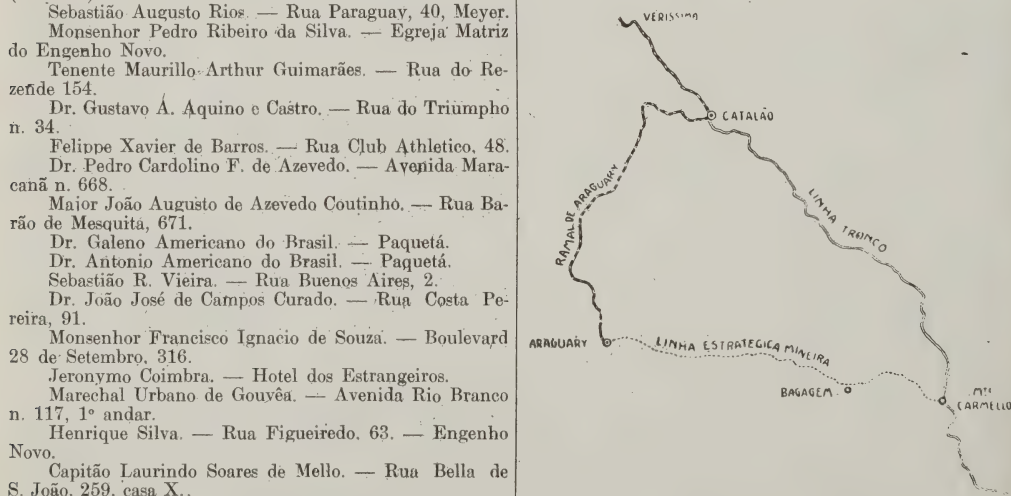 Sebastião Augusto Rios. — Rua Paraguay, 40, Meyer.
Monsenhor Pedro Ribeiro da Silva. — Egreja Matriz
do Engenho Novo.
Tenente Maurillo Arthur Guimarães. — Rua do Re-
zende 154.
Dr. Gustavo A. Aquino e Castro. — Rua do Triumpho
n. 34.
Felippe Xavier de Barros. — Rua Club Athletico, 48.
Dr. Pedro Cardolino F. de Azevedo. — Avenida Mara-
canã n. 668.
Maior João Augusto de Azevedo Coutinho. — Rua Ba-
rão de Mesquita, 671.
Dr. Galeno Americano do Brasil. — Paquetá.
Dr. Antonio Americano do Brasil. — Paquetá.
Sebastião R. Vieira. — Rua Buenos Aires, 2.
Dr. João José de Campos Curado. — Rua Costa Pe-
reira, 91.
Monsenhor Francisco Ignacio de Souza. — Boulevard
28 de Setembro, 316.
Jeronymo Coimbra. — Hotel dos Estrangeiros.
Marechal Urbano de Gouvêa. — Avenida Rio Branco
n. 117, 1º andar.
Henrique Silva. — Rua Figueiredo, 63. — Engenho
Novo.
Capitão Laurindo Soares de Mello. — Rua Bella de
S. João, 259, casa X.
VERISSIMA
CATALÃO
RAMAL DE ARAGUARY
LINHA TRONCO
ARAGUARY
LINHA ESTRATEGICA MINEIRA
BAGAGEM
Mte
CARMELLO